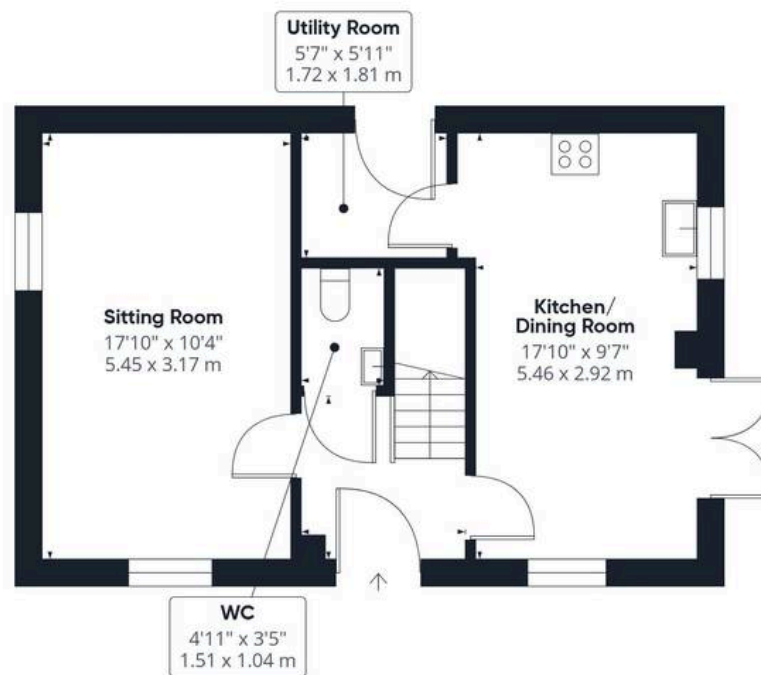 Utility Room
5'7" x 5'11"
1.72 x 1.81 m
Sitting Room
17'10" x 10'4"
5.45 x 3.17 m
Kitchen/
Dining Room
17'10" x 9'7"
5.46 x 2.92 m
WC
4'11" x 3'5"
1.51 x 1.04 m